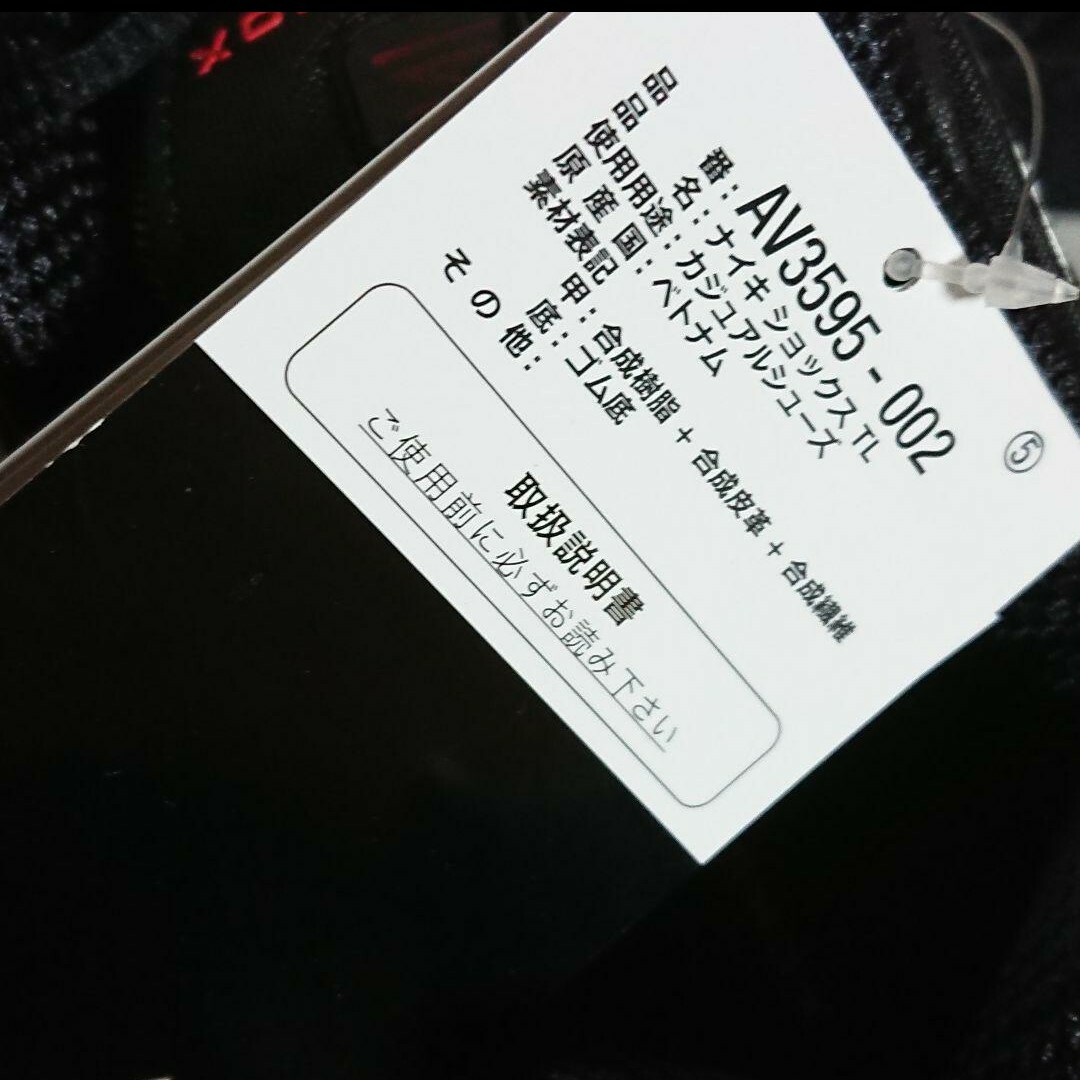 ⑤
品番：AV3595-002
品名：ナイキ ショックス TL
使用用途：カジュアルシューズ
原産国：ベトナム
素材表記 甲：合成樹脂 + 合成皮革 + 合成繊維
底：ゴム底
その他：
取扱説明書
ご使用前に必ずお読み下さい